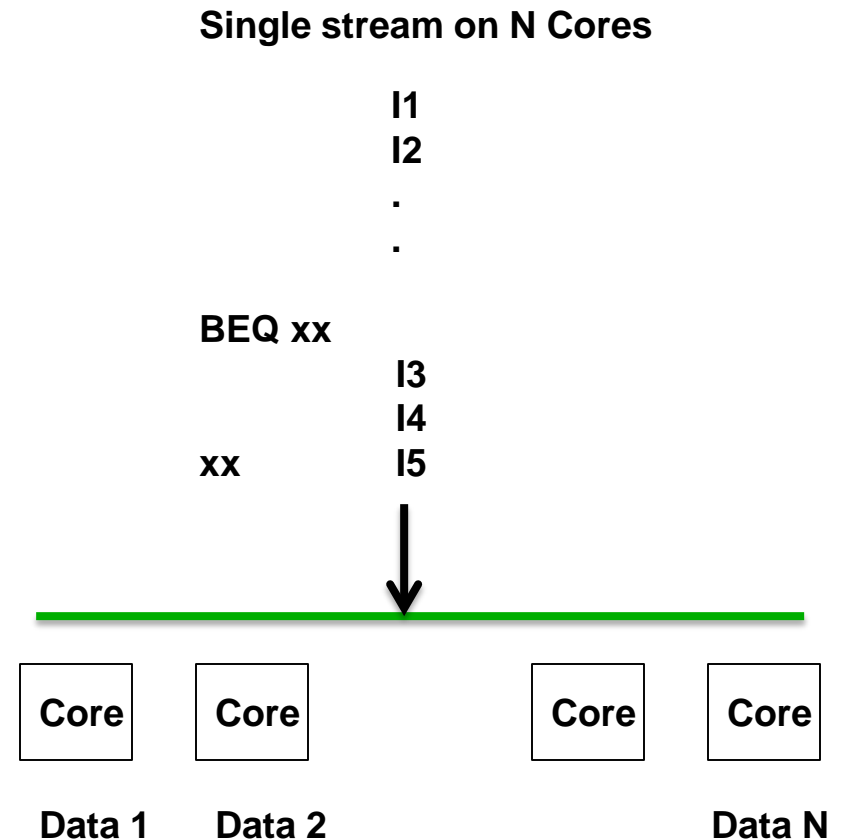 Single stream on N Cores
I1
I2
.
.
BEQ xx
I3
I4
xx I5
Core Core Core Core
Data 1 Data 2 Data N